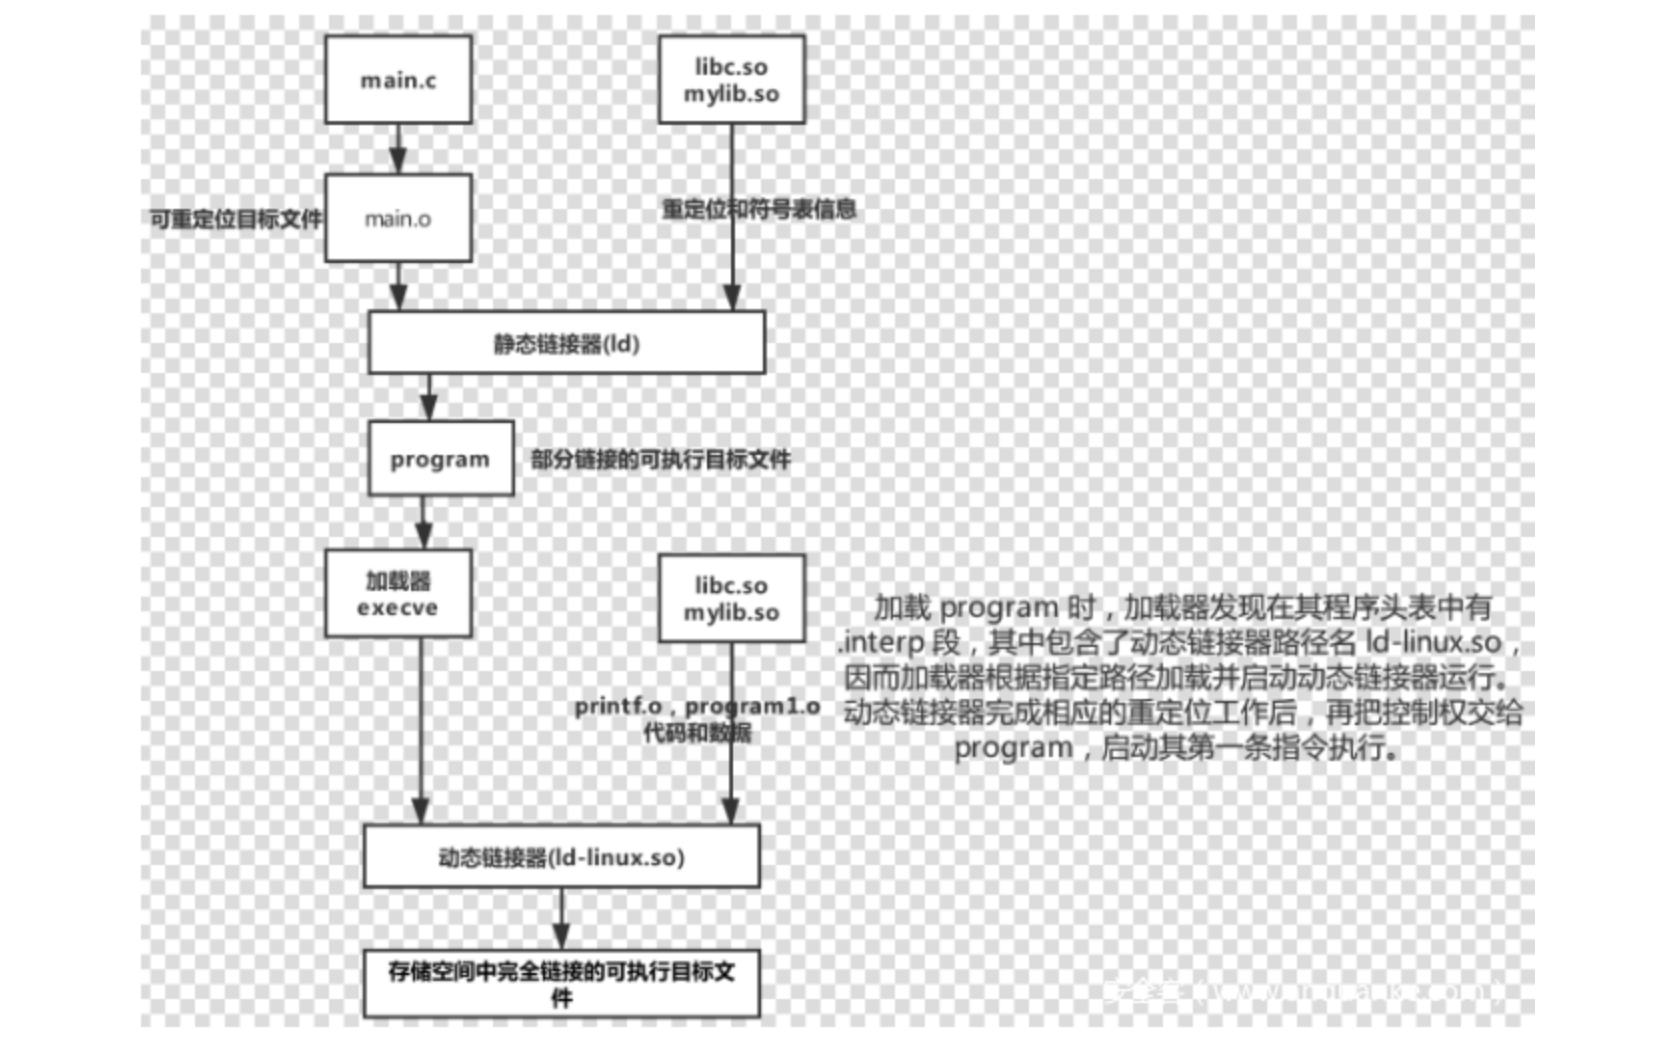 main.c
libc.so
mylib.so
可重定位目标文件
main.o
重定位和符号表信息
静态链接器(ld)
program
部分链接的可执行目标文件
加载器
execve
libc.so
mylib.so
printf.o，program1.o
代码和数据
加载 program 时，加载器发现在其程序头表中有
.interp 段，其中包含了动态链接器路径名 ld-linux.so，
因而加载器根据指定路径加载并启动动态链接器运行。
动态链接器完成相应的重定位工作后，再把控制权交给
program，启动其第一条指令执行。
动态链接器(ld-linux.so)
存储空间中完全链接的可执行目标文
件